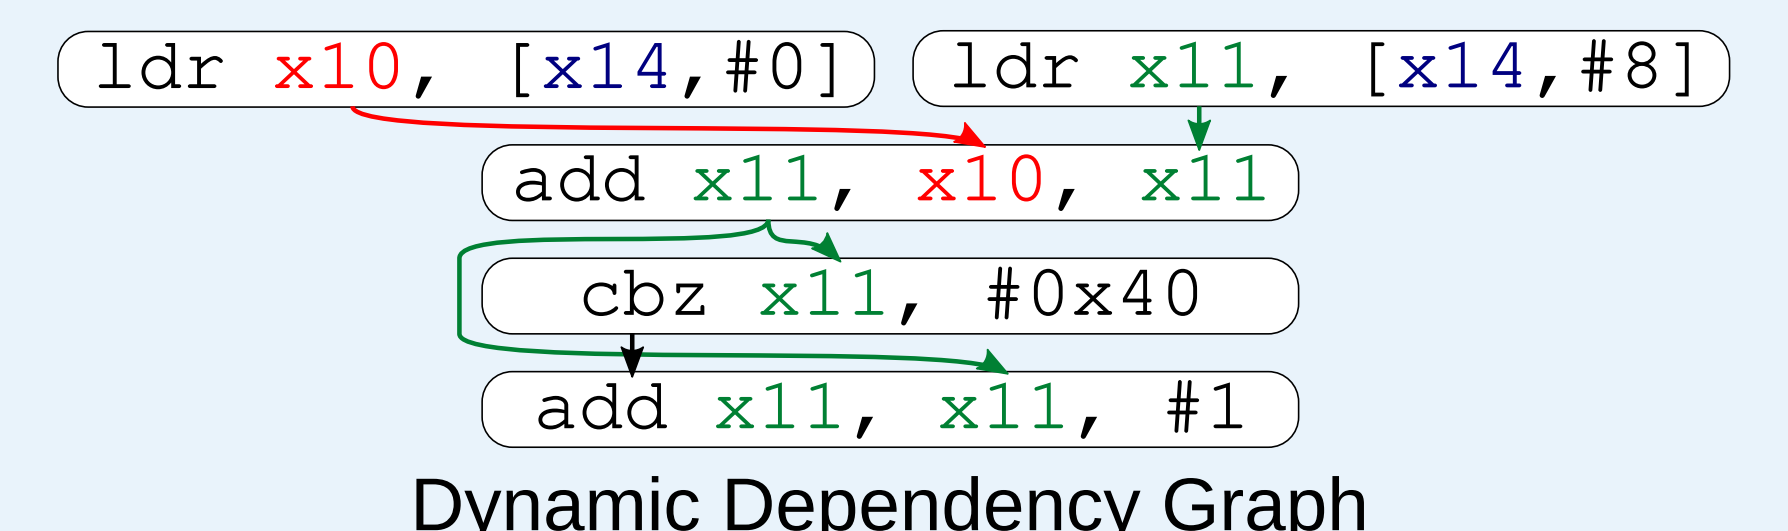 ldr x10, [x14,#0]
ldr x11, [x14,#8]
add x11, x10, x11
cbz x11, #0x40
add x11, x11, #1
Dynamic Dependency Graph